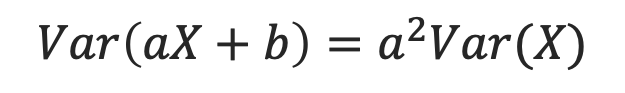 Var(aX + b) = a²Var(X)